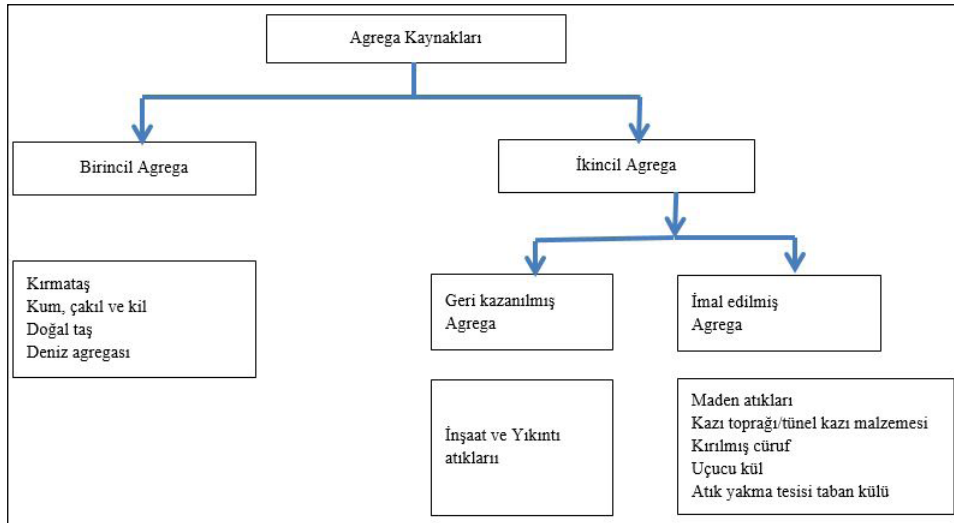 Agrega Kaynakları
Birincil Agrega
İkincil Agrega
Kırmataş
Kum, çakıl ve kil
Doğal taş
Deniz agregası
Geri kazanılmış
Agrega
İmal edilmiş
Agrega
İnşaat ve Yıkıntı
atıklarıı
Maden atıkları
Kazı toprağı/tünel kazı malzemesi
Kırılmış cüruf
Uçucu kül
Atık yakma tesisi taban külü